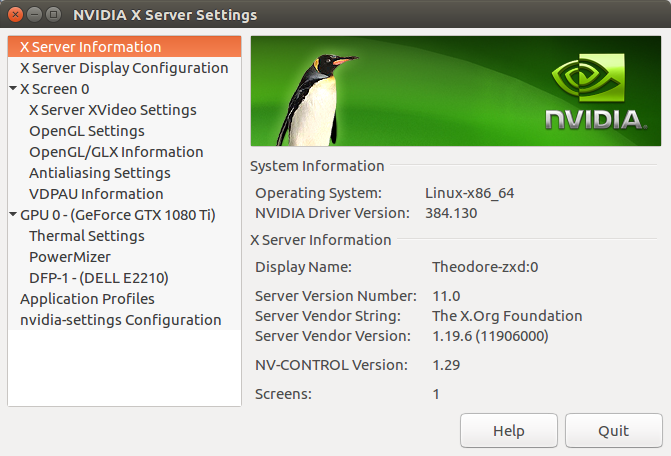 NVIDIA X Server Settings
X Server Information
X Server Display Configuration
X Screen 0
X Server XVideo Settings
OpenGL Settings
OpenGL/GLX Information
Antialiasing Settings
VDPAU Information
GPU 0 - (GeForce GTX 1080 Ti)
Thermal Settings
PowerMizer
DFP-1 - (DELL E2210)
Application Profiles
nvidia-settings Configuration
NVIDIA
System Information
Operating System: Linux-x86_64
NVIDIA Driver Version: 384.130
X Server Information
Display Name: Theodore-zxd:0
Server Version Number: 11.0
Server Vendor String: The X.Org Foundation
Server Vendor Version: 1.19.6 (11906000)
NV-CONTROL Version: 1.29
Screens: 1
Help Quit